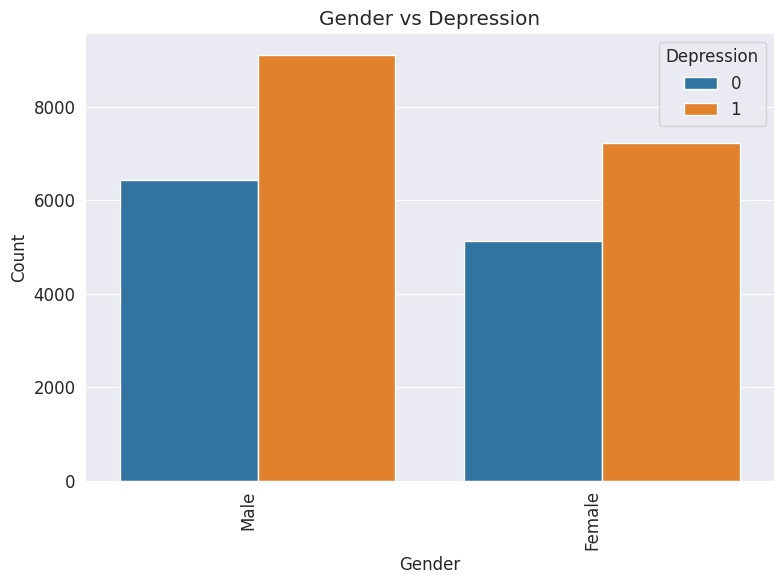 Gender vs Depression
Depression
0
1
8000
6000
4000
2000
0
Count
Male
Female
Gender